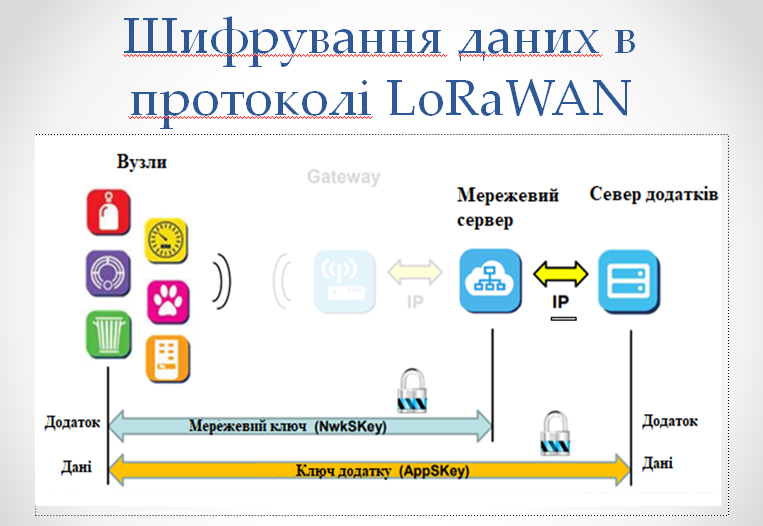 Шифрування даних в
протоколі LoRaWAN
Вузли
Gateway
Мережевий
сервер
Север додатків
IP
IP
Додаток
Мережевий ключ (NwkSKey)
Додаток
Дані
Ключ додатку (AppSKey)
Дані